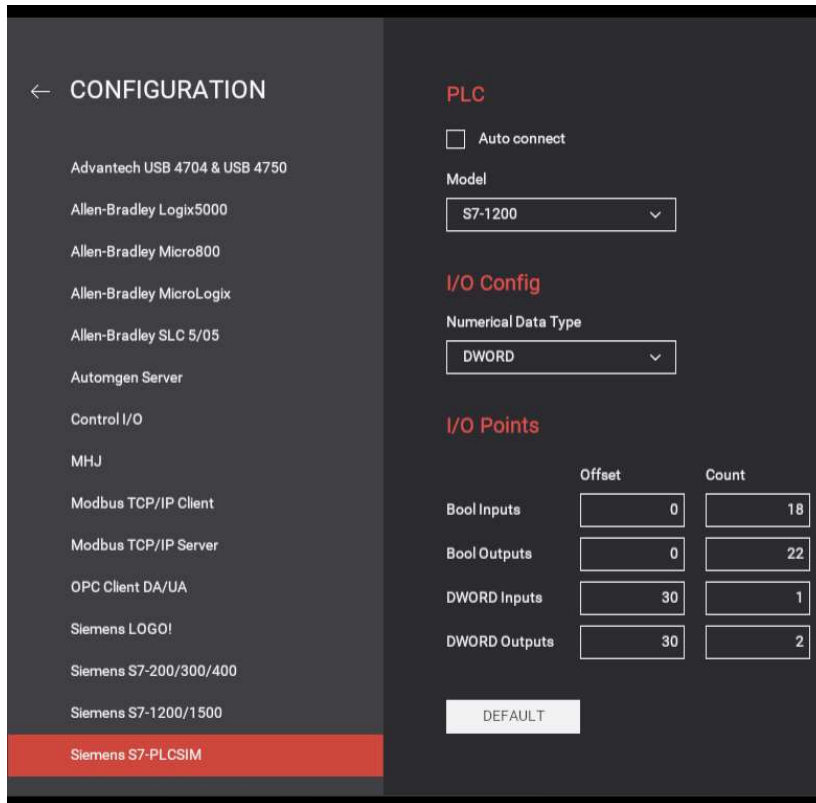 ← CONFIGURATION
Advantech USB 4704 & USB 4750
Allen-Bradley Logix5000
Allen-Bradley Micro800
Allen-Bradley MicroLogix
Allen-Bradley SLC 5/05
Automgen Server
Control I/O
MHJ
Modbus TCP/IP Client
Modbus TCP/IP Server
OPC Client DA/UA
Siemens LOGO!
Siemens S7-200/300/400
Siemens S7-1200/1500
Siemens S7-PLCSIM
PLC
Auto connect
Model
S7-1200
I/O Config
Numerical Data Type
DWORD
I/O Points
Offset Count
Bool Inputs 0 18
Bool Outputs 0 22
DWORD Inputs 30 1
DWORD Outputs 30 2
DEFAULT